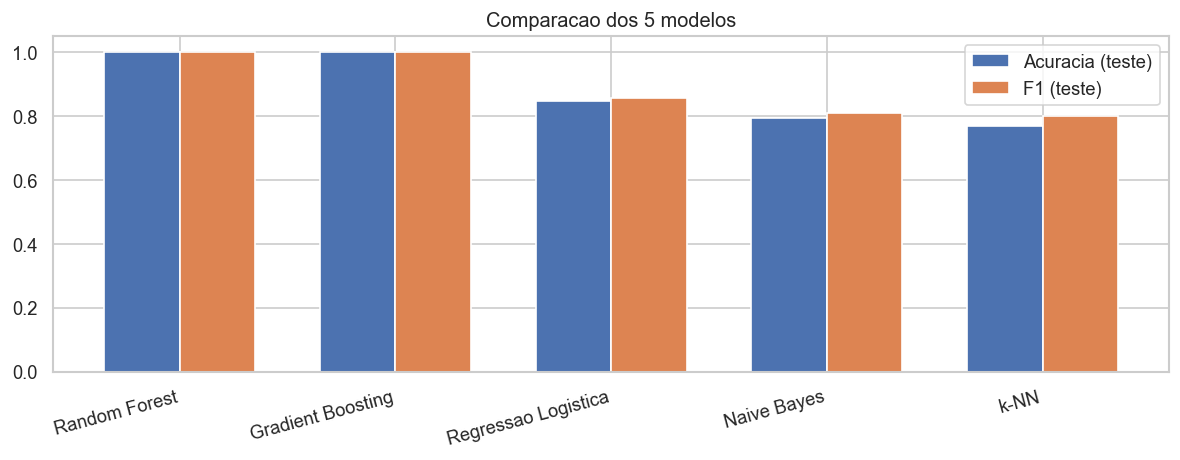 Comparacao dos 5 modelos
Acuracia (teste)
F1 (teste)
1.0
0.8
0.6
0.4
0.2
0.0
Random Forest
Gradient Boosting
Regressao Logistica
Naive Bayes
k-NN